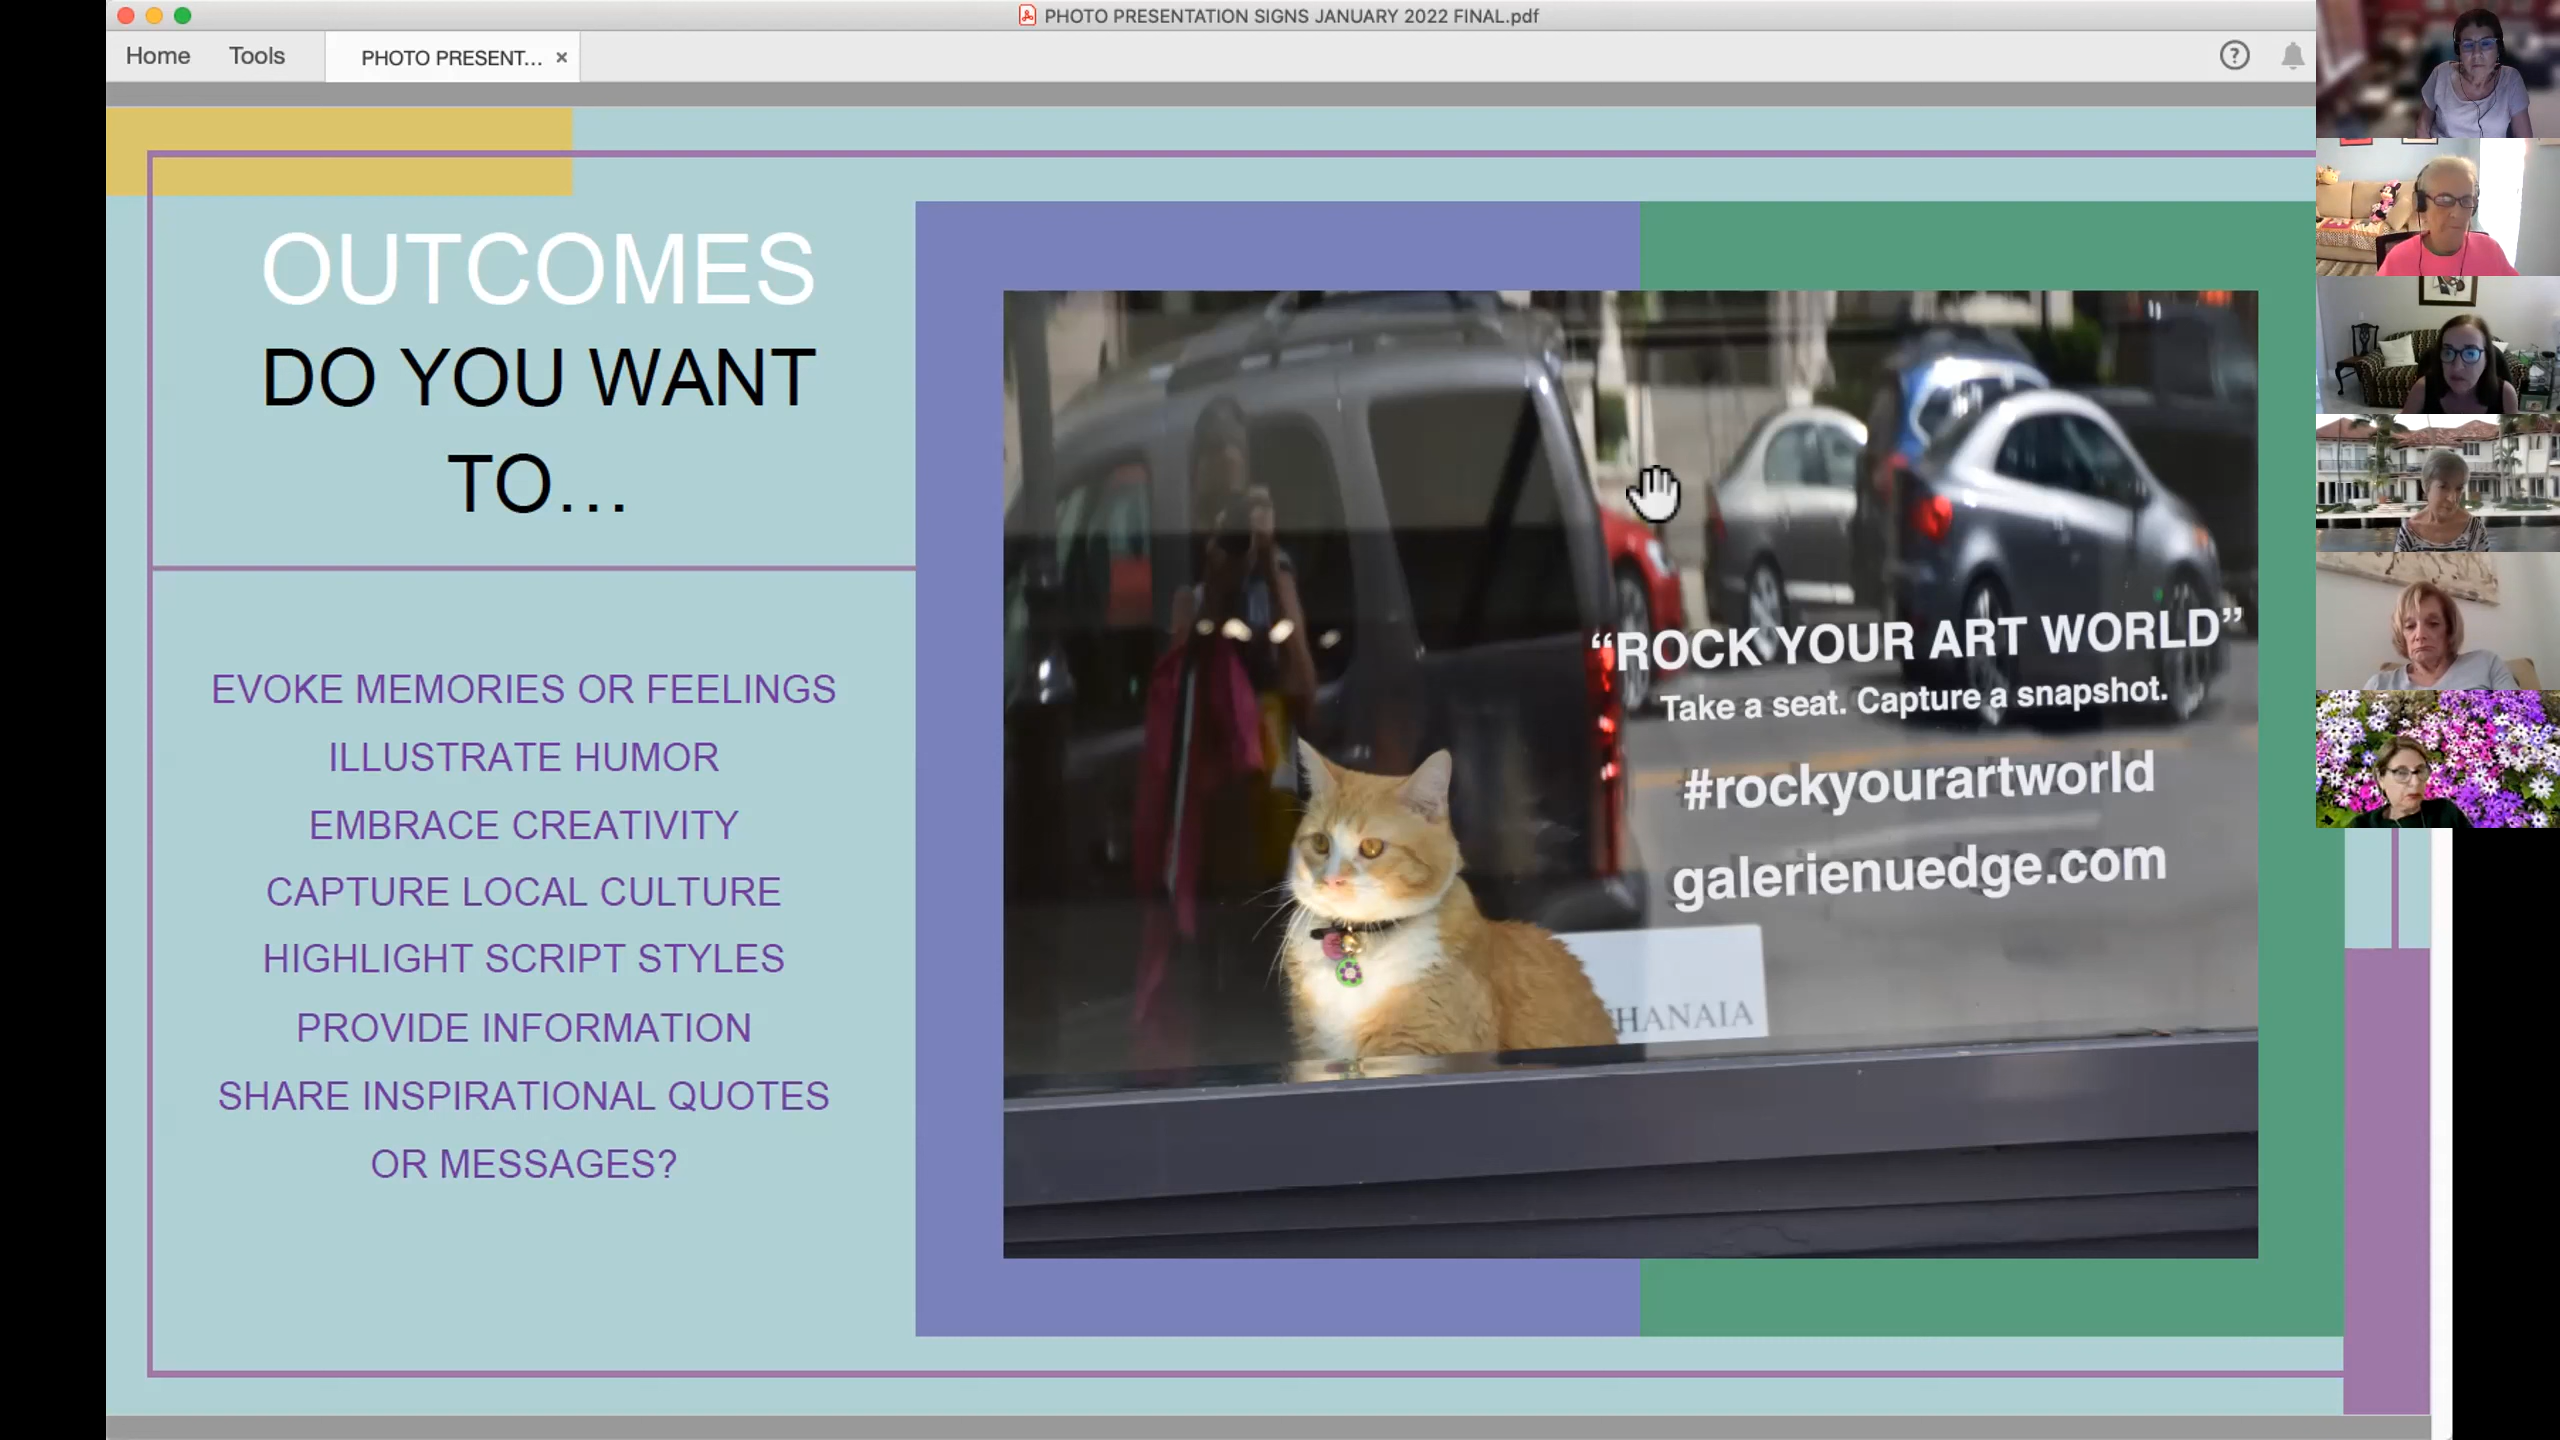 PHOTO PRESENTATION SIGNS JANUARY 2022 FINAL.pdf
Home
Tools
PHOTO PRESENT...
OUTCOMES
DO YOU WANT
TO...
EVOKE MEMORIES OR FEELINGS
ILLUSTRATE HUMOR
EMBRACE CREATIVITY
CAPTURE LOCAL CULTURE
HIGHLIGHT SCRIPT STYLES
PROVIDE INFORMATION
SHARE INSPIRATIONAL QUOTES
OR MESSAGES?
“ROCK YOUR ART WORLD”
Take a seat. Capture a snapshot.
#rockyourartworld
galerienuedge.com
HANAIA